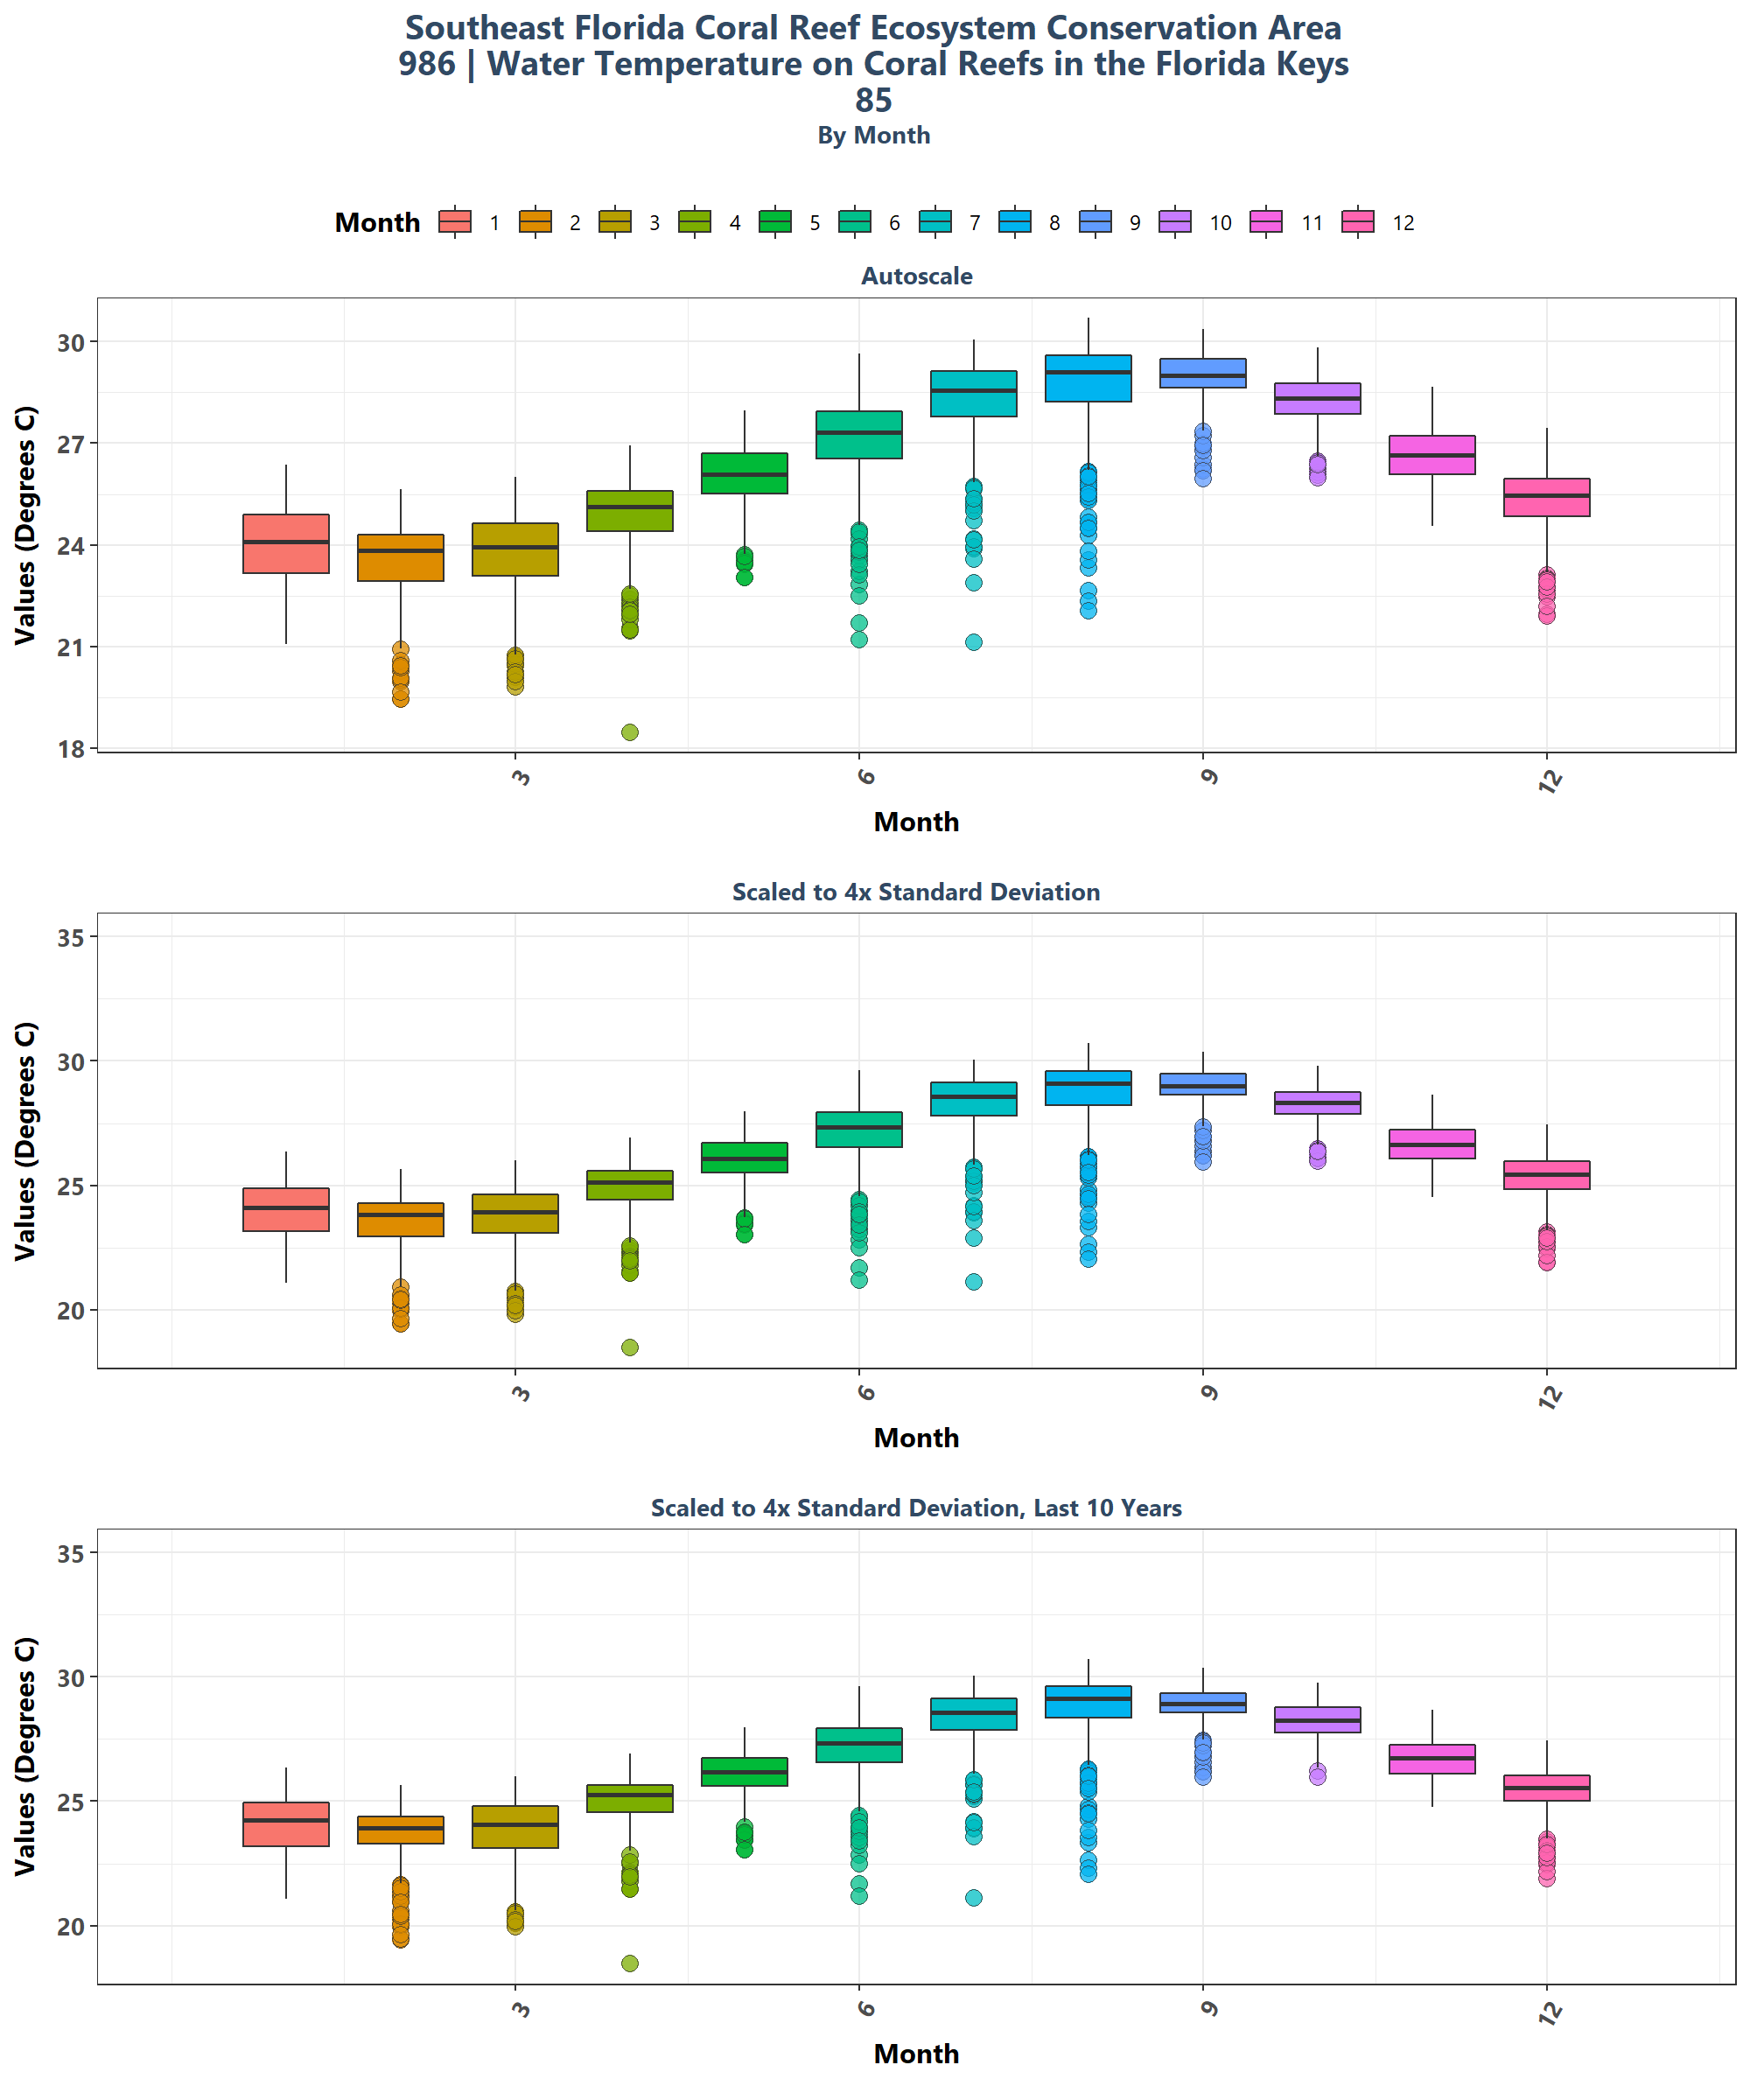 Southeast Florida Coral Reef Ecosystem Conservation Area
986 | Water Temperature on Coral Reefs in the Florida Keys
85
By Month
Month 1 2 3 4 5 6 7 8 9 10 11 12
Autoscale
Values (Degrees C)
30
27
24
21
18
3 6 9 12
Month
Scaled to 4x Standard Deviation
Values (Degrees C)
35
30
25
20
3 6 9 12
Month
Scaled to 4x Standard Deviation, Last 10 Years
Values (Degrees C)
35
30
25
20
3 6 9 12
Month